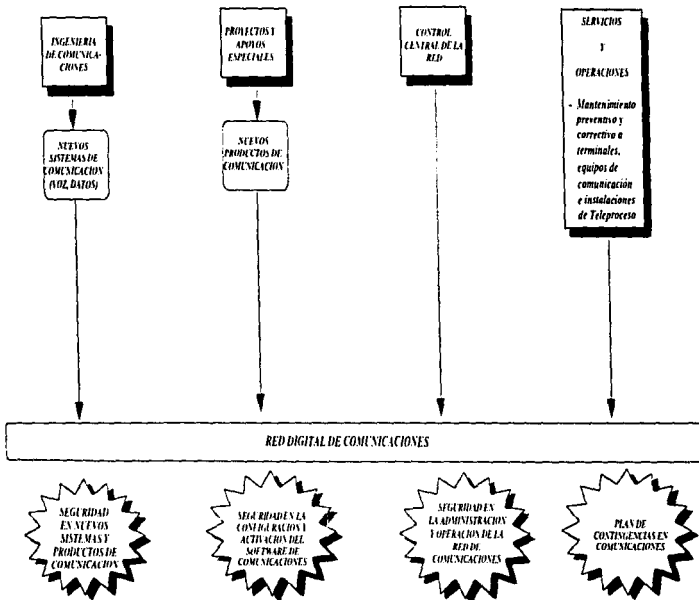 INGENIERIA
DE COMUNICA-
CIONES
PROYECTOS Y
APOYOS
ESPECIALES
CONTROL
CENTRAL DE LA
RED
SERVICIOS
Y
OPERACIONES
- Mantenimiento
preventivo y
correctivo a
terminales,
equipos de
comunicación
e instalaciones
de Teleproceso
NUEVOS
SISTEMAS DE
COMUNICACION
(VOZ, DATOS)
NUEVOS
PRODUCTOS DE
COMUNICACION
RED DIGITAL DE COMUNICACIONES
SEGURIDAD
EN NUEVOS
SISTEMAS Y
PRODUCTOS DE
COMUNICACION
SEGURIDAD EN LA
CONFIGURACION Y
ACTIVACION DEL
SOFTWARE DE
COMUNICACIONES
SEGURIDAD EN
LA ADMINISTRACION
Y OPERACION DE LA
RED DE
COMUNICACIONES
PLAN DE
CONTINGENCIAS EN
COMUNICACIONES